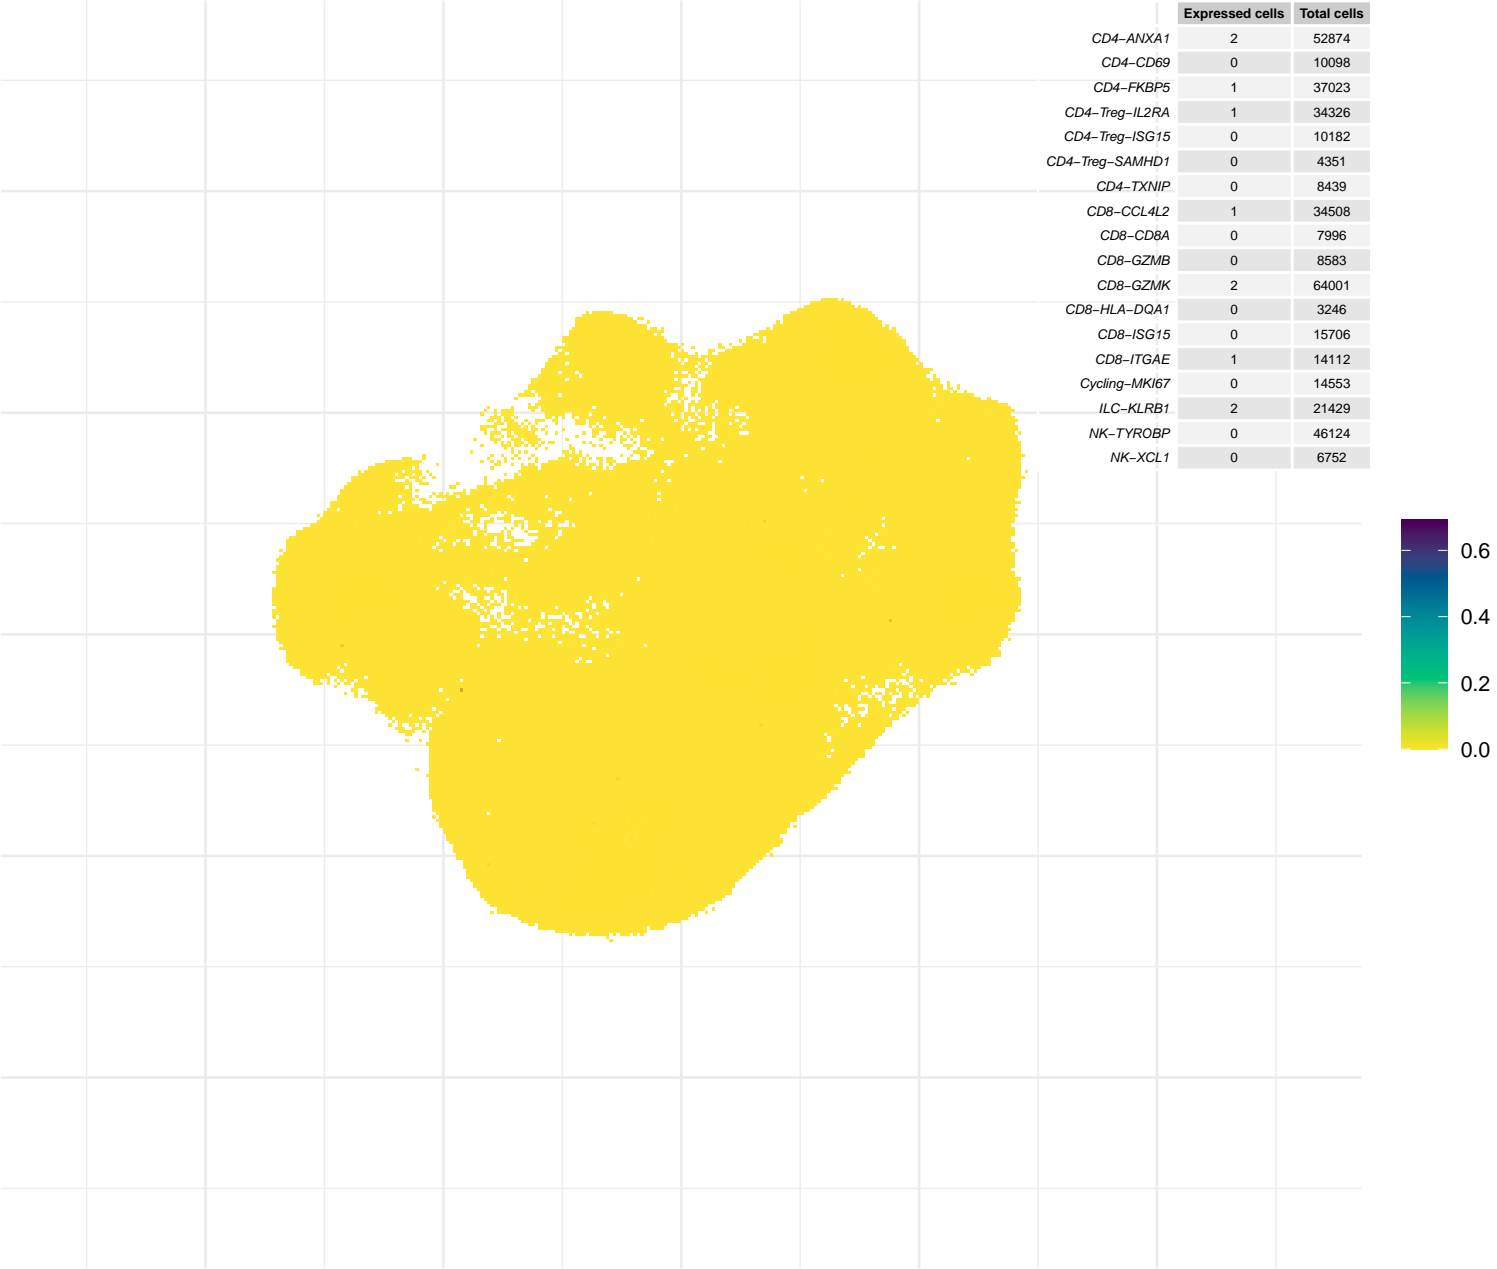 Expressed cells Total cells
CD4−ANXA1 2 52874
CD4−CD69 0 10098
CD4−FKBP5 1 37023
CD4−Treg−IL2RA 1 34326
CD4−Treg−ISG15 0 10182
CD4−Treg−SAMHD1 0 4351
CD4−TXNIP 0 8439
CD8−CCL4L2 1 34508
CD8−CD8A 0 7996
CD8−GZMB 0 8583
CD8−GZMK 2 64001
CD8−HLA−DQA1 0 3246
CD8−ISG15 0 15706
CD8−ITGAE 1 14112
Cycling−MKI67 0 14553
ILC−KLRB1 2 21429
NK−TYROBP 0 46124
NK−XCL1 0 6752
0.6
0.4
0.2
0.0